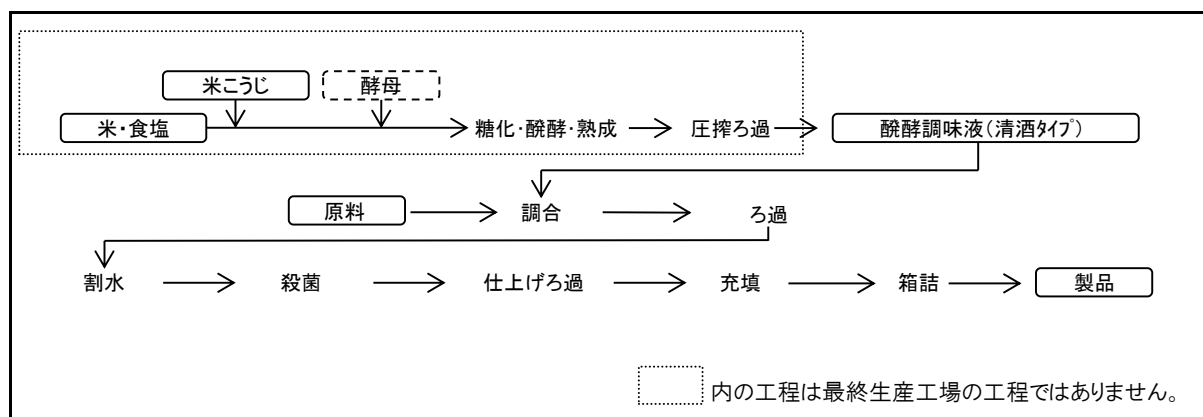 米こうじ 酵母
米・食塩 糖化・醗酵・熟成 圧搾ろ過 醗酵調味液(清酒ﾀｲﾌﾟ)
原料 調合 ろ過
割水 殺菌 仕上げろ過 充填 箱詰 製品
内の工程は最終生産工場の工程ではありません。